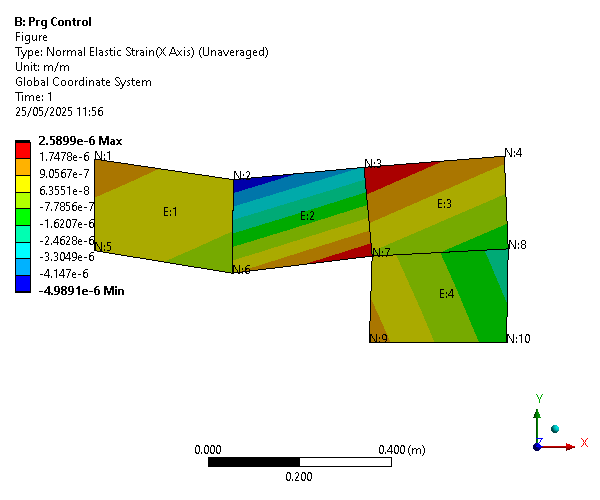 B: Prg Control
Figure
Type: Normal Elastic Strain(X Axis) (Unaveraged)
Unit: m/m
Global Coordinate System
Time: 1
25/05/2025 11:56
2.5899e-6 Max
1.7478e-6
9.0567e-7
6.3551e-8
-7.7856e-7
-1.6207e-6
-2.4628e-6
-3.3049e-6
-4.147e-6
-4.9891e-6 Min
N:1
N:2
N:3
N:4
E:1
E:2
E:3
N:5
N:6
N:7
N:8
E:4
N:9
N:10
0.000
0.400 (m)
0.200
Y
X
Z